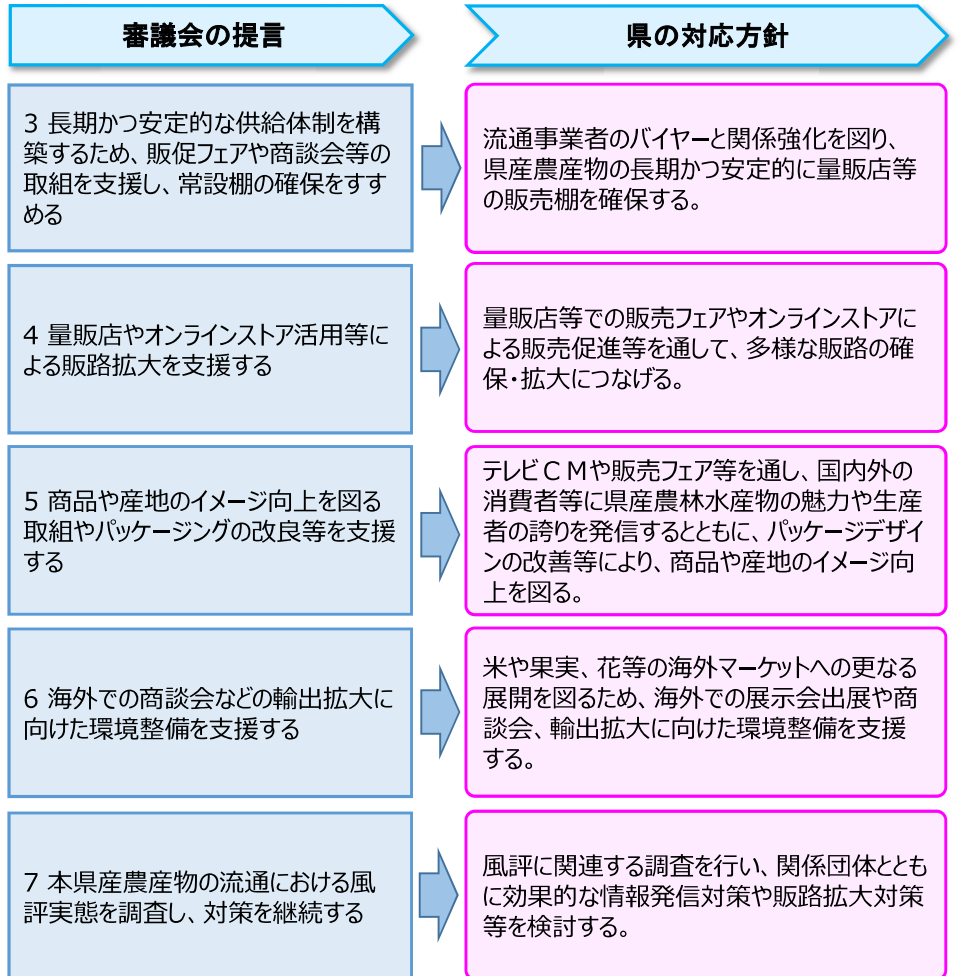 審議会の提言
県の対応方針
3 長期かつ安定的な供給体制を構
築するため、販促フェアや商談会等の
取組を支援し、常設棚の確保をすす
める
流通事業者のバイヤーと関係強化を図り、
県産農産物の長期かつ安定的に量販店等
の販売棚を確保する。
4 量販店やオンラインストア活用等に
よる販路拡大を支援する
量販店等での販売フェアやオンラインストアに
よる販売促進等を通して、多様な販路の確
保・拡大につなげる。
5 商品や産地のイメージ向上を図る
取組やパッケージングの改良等を支援
する
テレビCMや販売フェア等を通し、国内外の
消費者等に県産農林水産物の魅力や生産
者の誇りを発信するとともに、パッケージデザイ
ンの改善等により、商品や産地のイメージ向
上を図る。
6 海外での商談会などの輸出拡大に
向けた環境整備を支援する
米や果実、花等の海外マーケットへの更なる
展開を図るため、海外での展示会出展や商
談会、輸出拡大に向けた環境整備を支援
する。
7 本県産農産物の流通における風
評実態を調査し、対策を継続する
風評に関連する調査を行い、関係団体ととも
に効果的な情報発信対策や販路拡大対策
等を検討する。